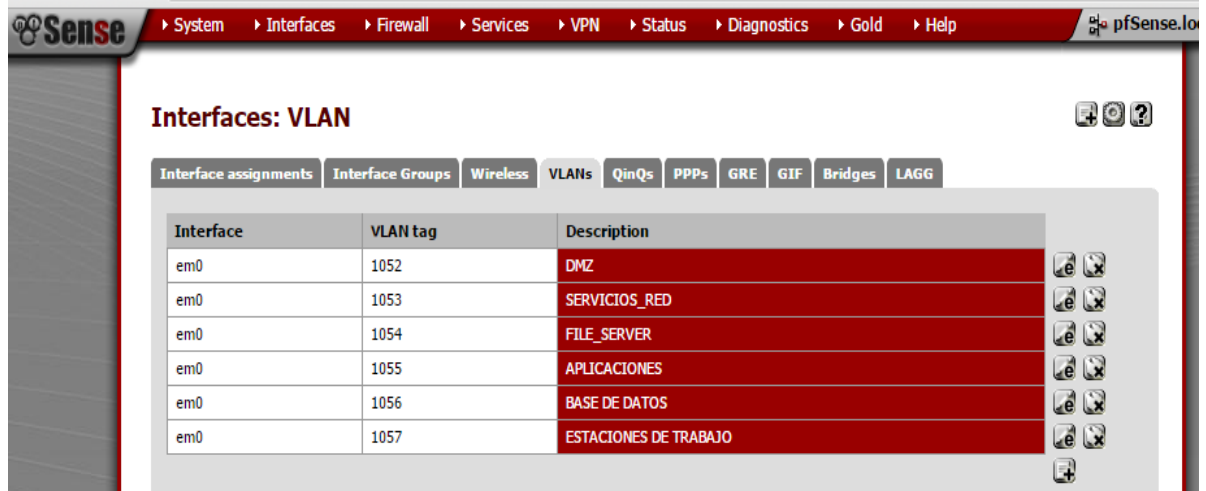 Sense System Interfaces Firewall Services VPN Status Diagnostics Gold Help pfSense.loc
Interfaces: VLAN
Interface assignments Interface Groups Wireless VLANs QinQs PPPs GRE GIF Bridges LAGG
Interface VLAN tag Description
em0 1052 DMZ
em0 1053 SERVICIOS_RED
em0 1054 FILE_SERVER
em0 1055 APLICACIONES
em0 1056 BASE DE DATOS
em0 1057 ESTACIONES DE TRABAJO